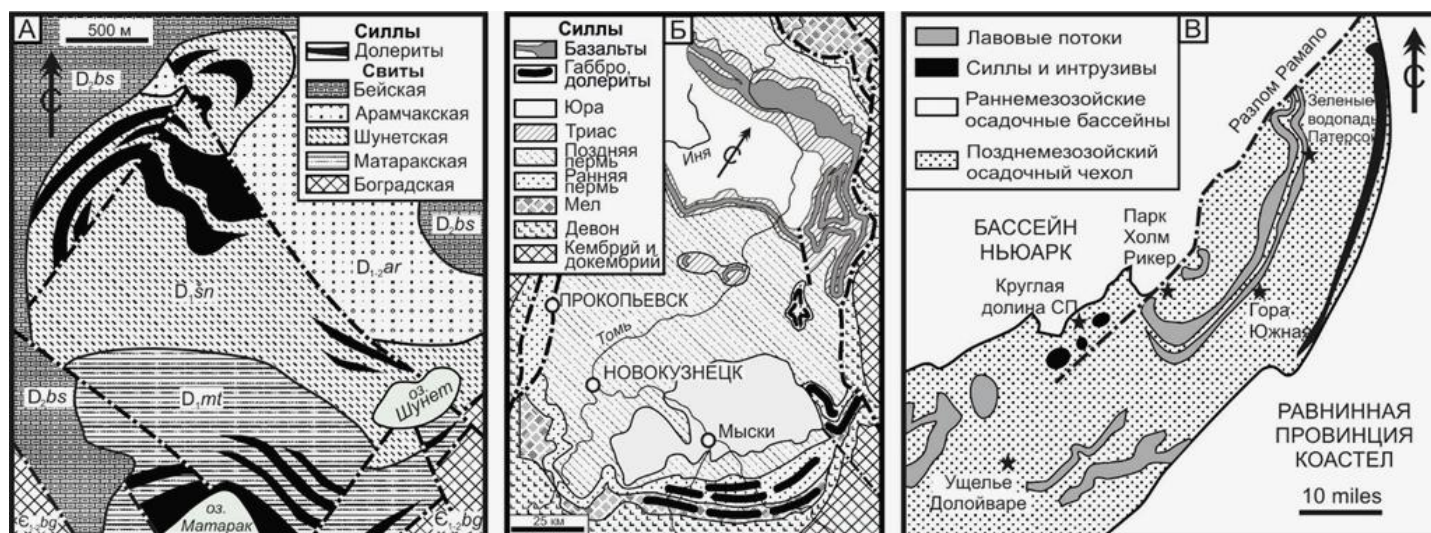 А
500 м
С
Силлы
Долериты
Свиты
Бейская
Арамчакская
Шунетская
Матаракская
Боградская
D₂bs
D₂bs
D₁₋₂ar
D₁šn
оз.
Шунет
D₂bs
D₁mt
оз.
Матарак
Є₁₋₂bg
Є₁₋₂bg
Б
Силлы
Базальты
Габбро,
долериты
Юра
Триас
Поздняя
пермь
Ранняя
пермь
Мел
Девон
Кембрий и
докембрий
Иня
С
ПРОКОПЬЕВСК
Томь
НОВОКУЗНЕЦК
Мыски
25 км
В
Лавовые потоки
Силлы и интрузивы
Раннемезозойские
осадочные бассейны
Позднемезозойский
осадочный чехол
С
Разлом Рамапо
Зеленые
водопады
Патерсон
БАССЕЙН
НЬЮАРК
Парк
Холм
Рикер
Круглая
долина СП
Гора
Южная
Ущелье
Долойваре
РАВНИННАЯ
ПРОВИНЦИЯ
КОАСТЕЛ
10 miles